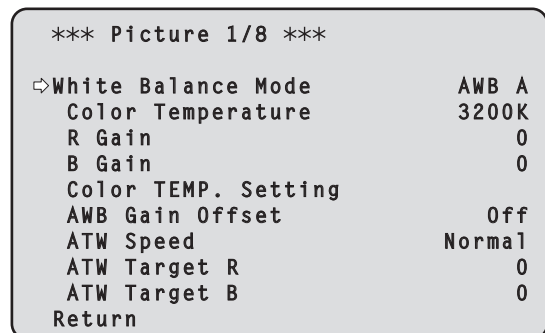 *** Picture 1/8 ***
⇨White Balance Mode AWB A
Color Temperature 3200K
R Gain 0
B Gain 0
Color TEMP. Setting
AWB Gain Offset Off
ATW Speed Normal
ATW Target R 0
ATW Target B 0
Return